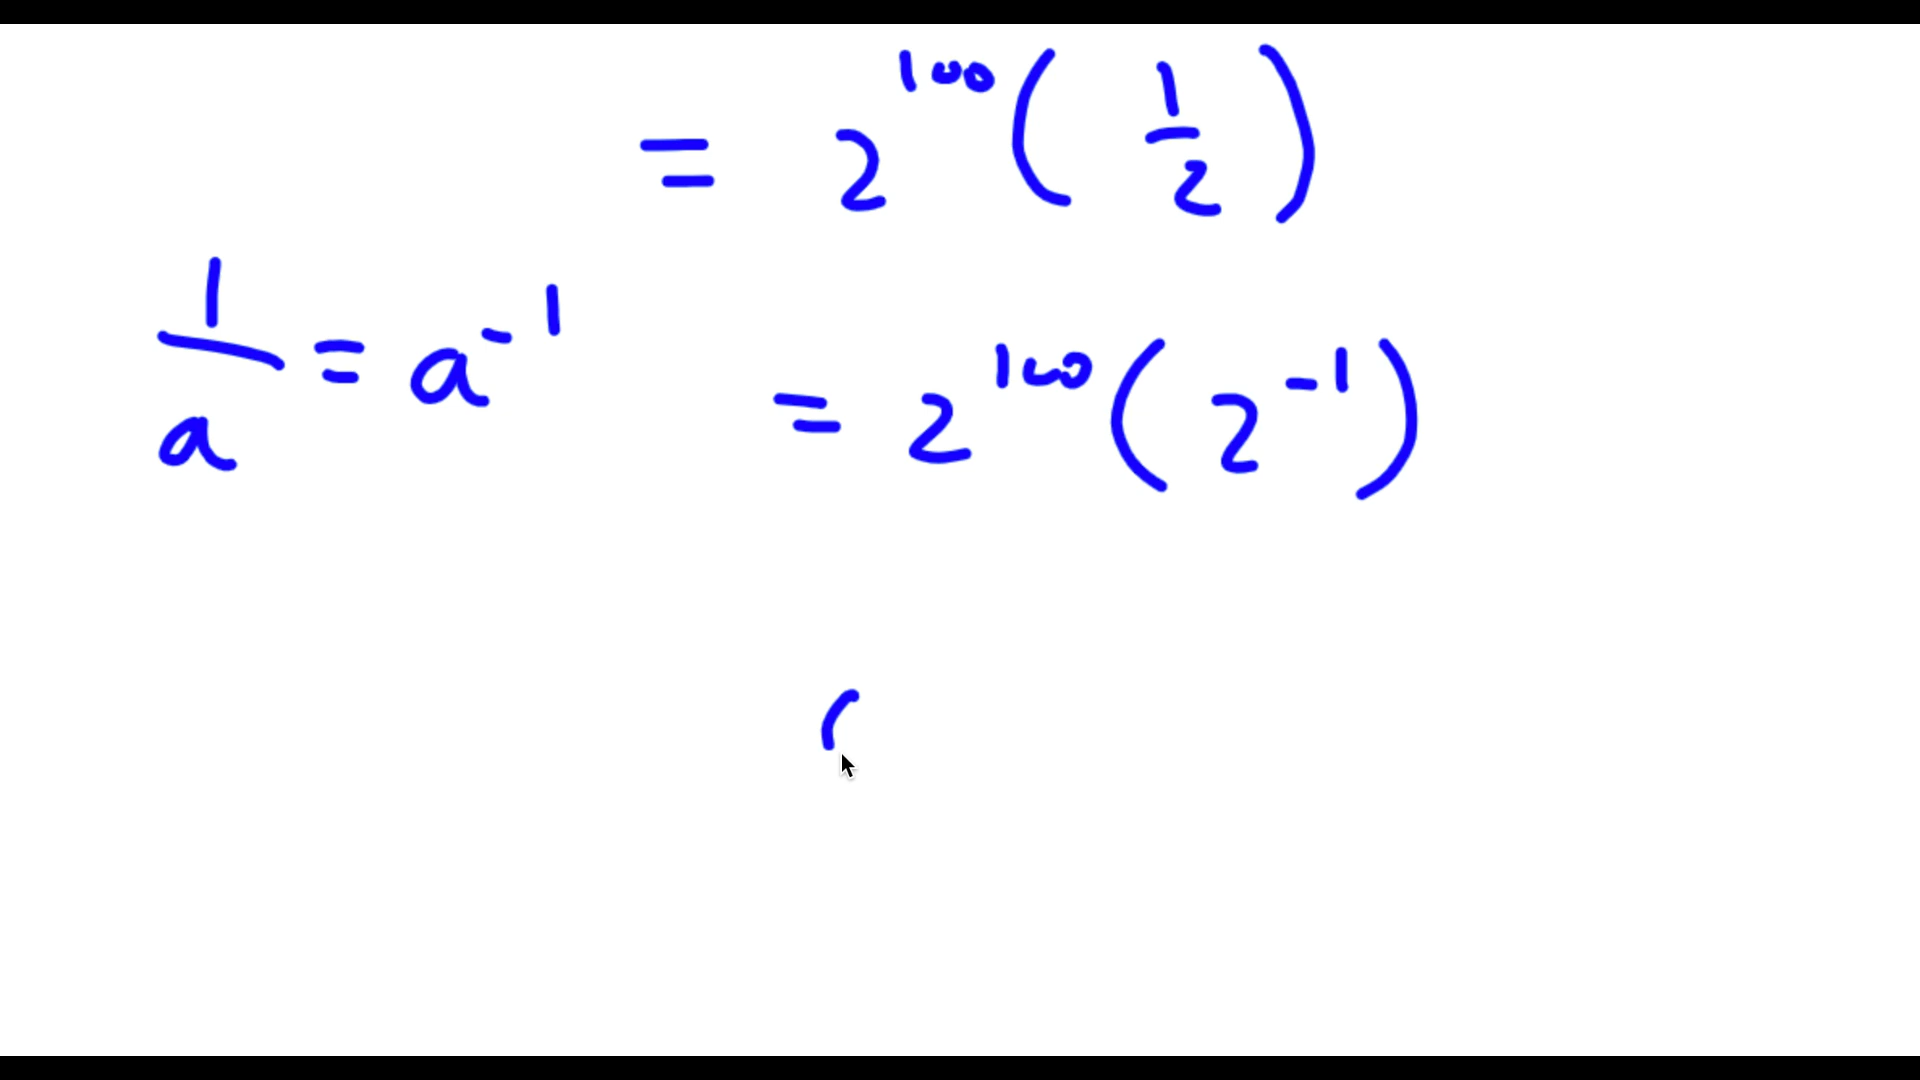 = 2^100 ( 1/2 )
1/a = a^-1
= 2^100 ( 2^-1 )
(